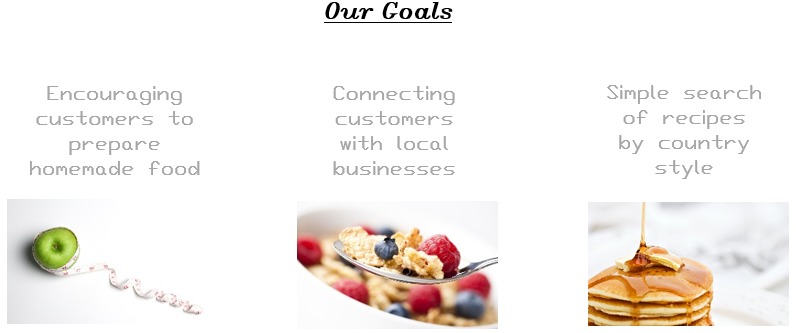 Our Goals
Encouraging
customers to
prepare
homemade food
Connecting
customers
with local
businesses
Simple search
of recipes
by country
style